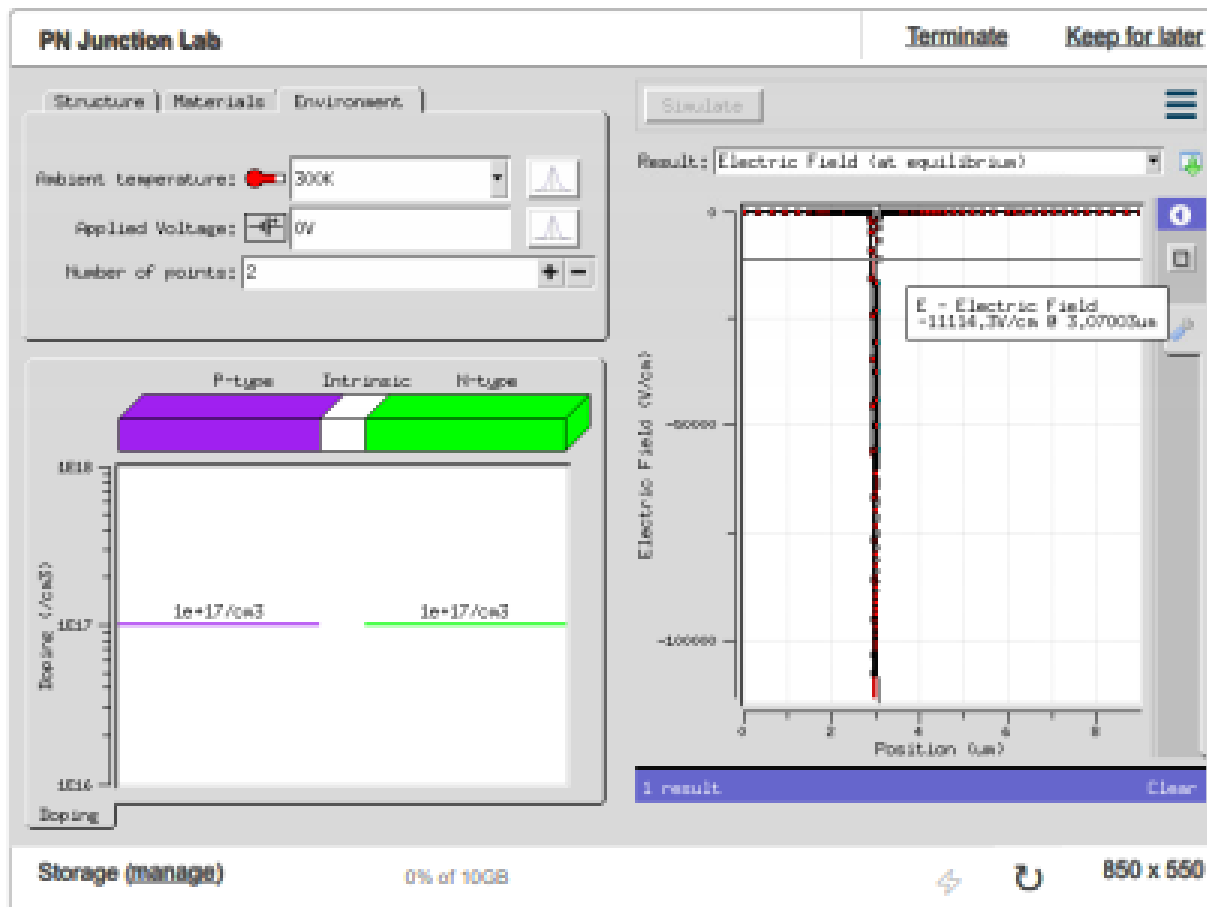 PN Junction Lab
Terminate
Keep for later
Structure
Materials
Environment
Ambient temperature:
300K
Applied Voltage:
0V
Number of points:
2
+
−
P-type
Intrinsic
N-type
1E18
1E17
1E16
Doping (/cm3)
1e+17/cm3
1e+17/cm3
Doping
Simulate
Result:
Electric Field (at equilibrium)
E - Electric Field
-11134.3V/cm @ 3.07003um
0
-50000
-100000
Electric Field (V/cm)
0
2
4
6
8
Position (um)
1 result
Clear
Storage (manage)
0% of 10GB
850 x 550